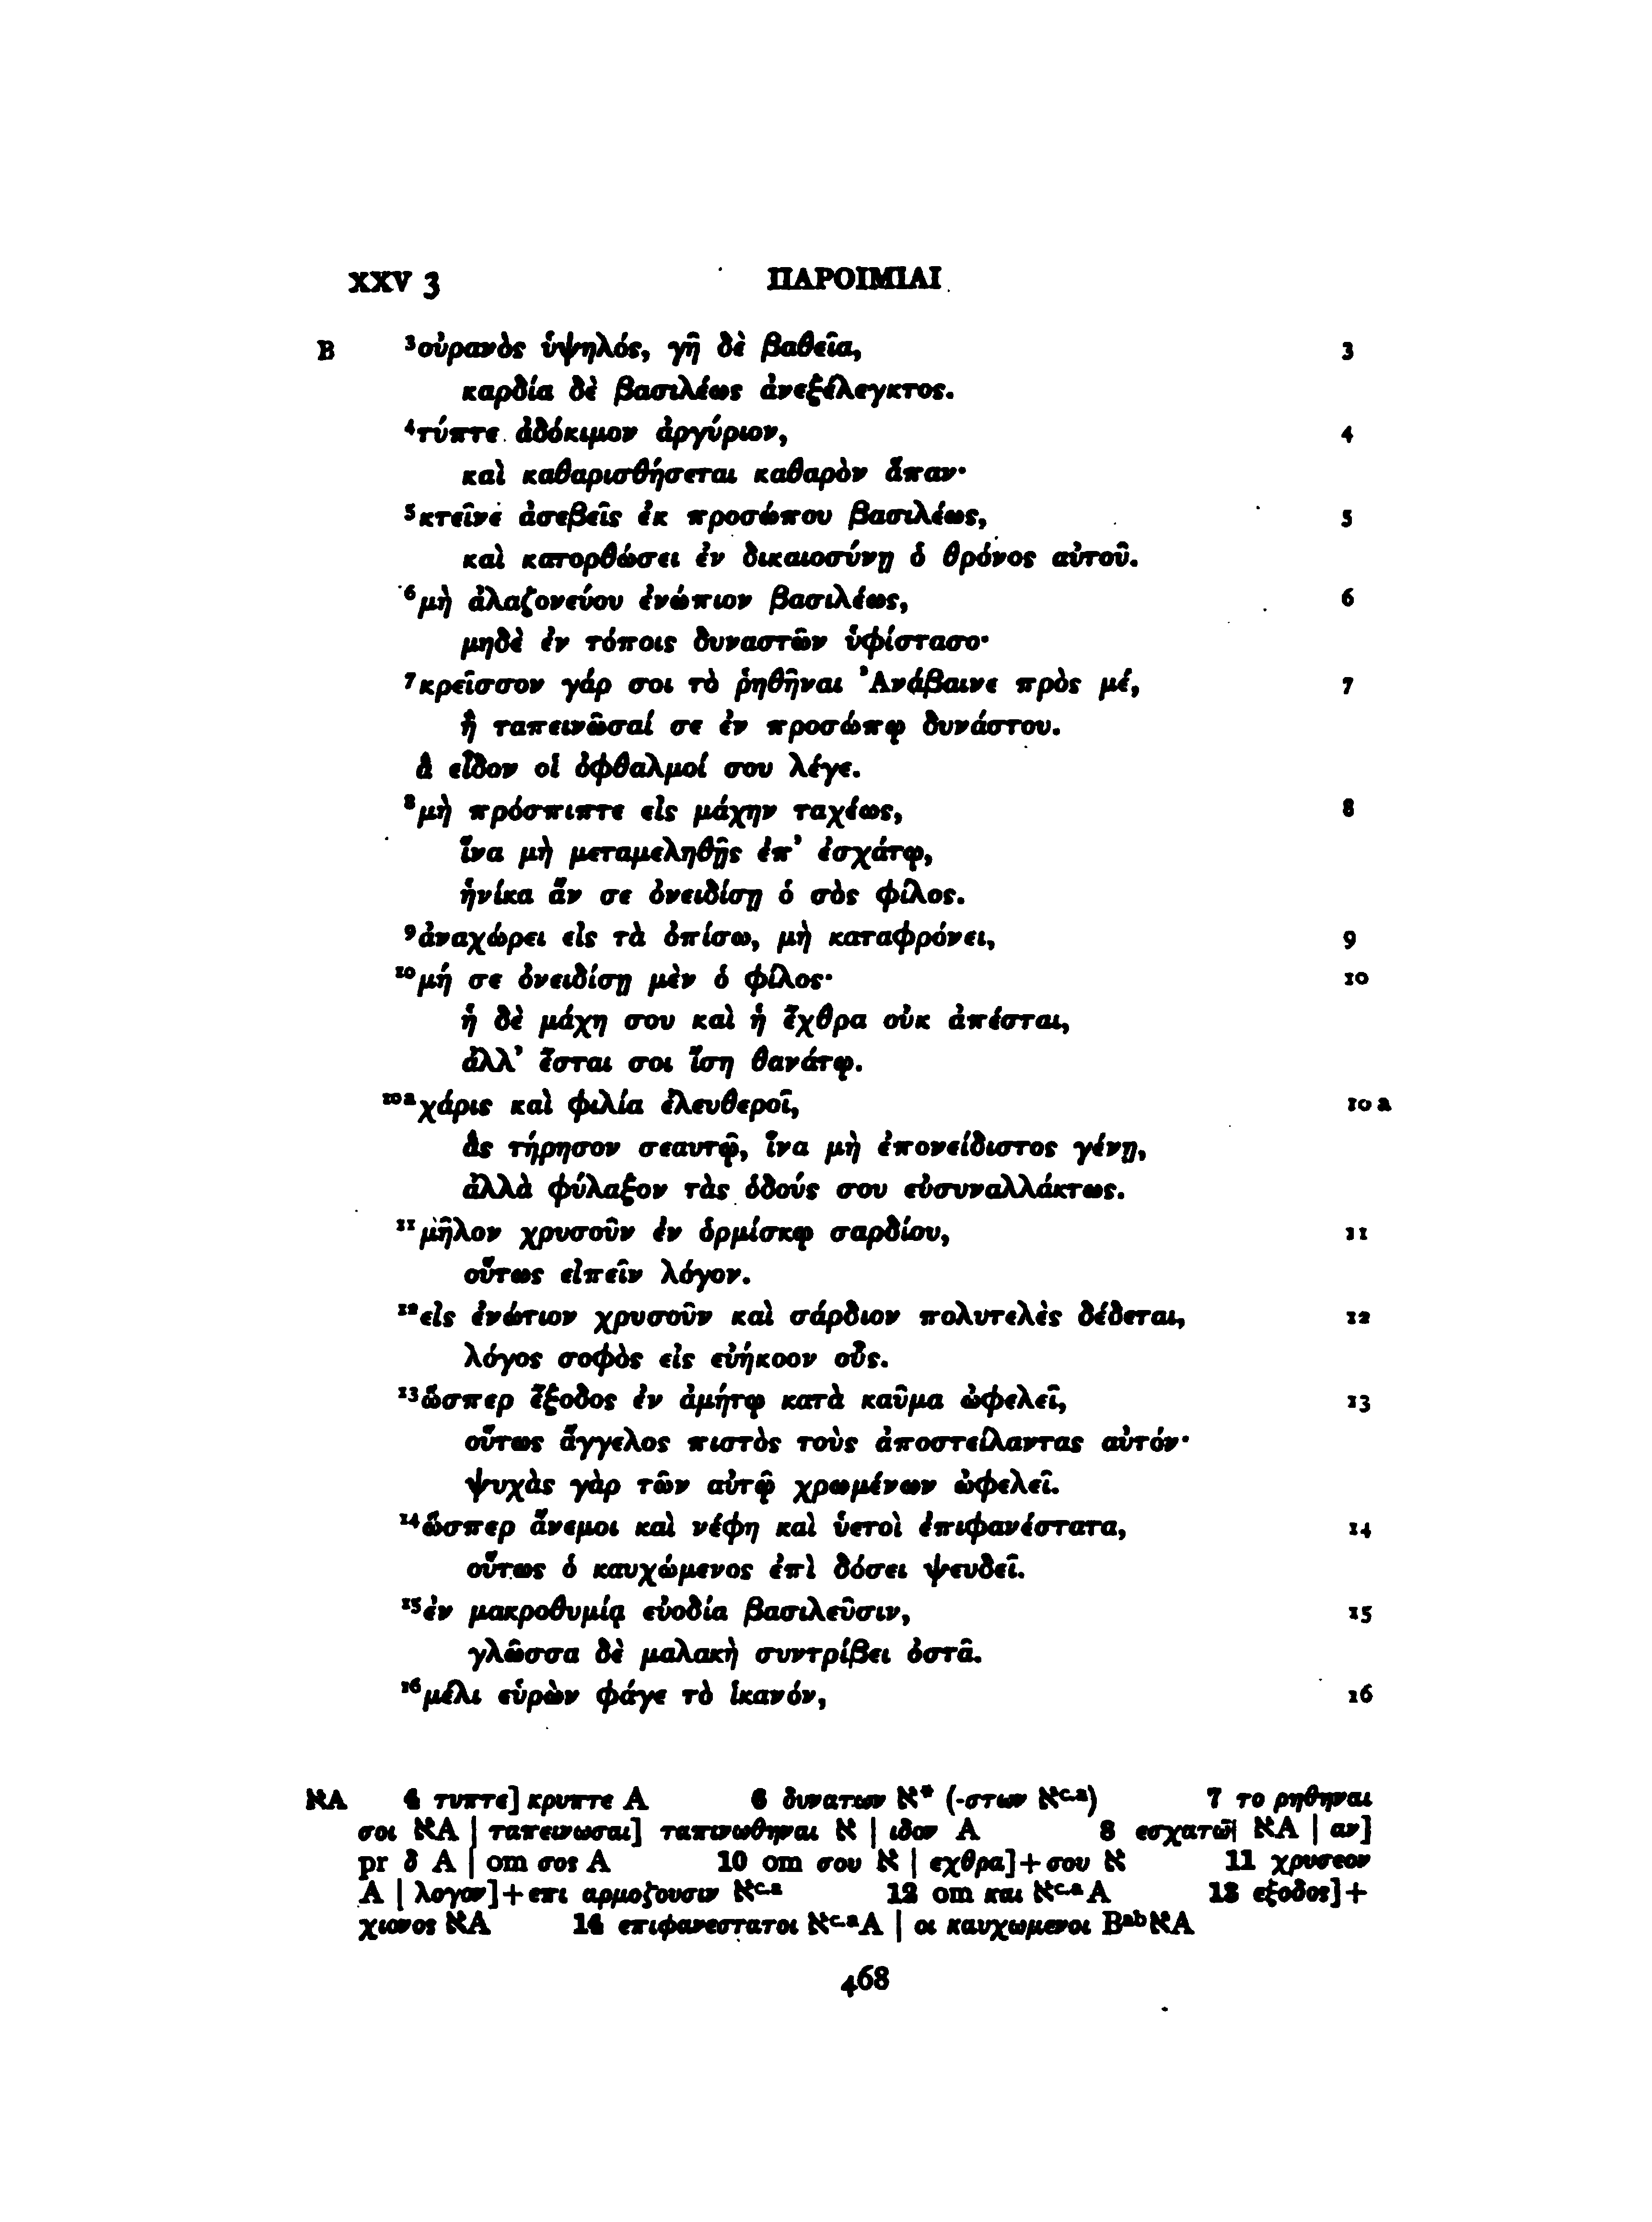 XXV 3 ΠΑΡΟΙΜΙΑΙ
B ³οὐρανὸς ὑψηλός, γῆ δὲ βαθεῖα, 3
καρδία δὲ βασιλέως ἀνεξέλεγκτος.
⁴τύπτε ἀδόκιμον ἀργύριον, 4
καὶ καθαρισθήσεται καθαρὸν ἅπαν·
⁵κτεῖνε ἀσεβεῖς ἐκ προσώπου βασιλέως, 5
καὶ κατορθώσει ἐν δικαιοσύνῃ ὁ θρόνος αὐτοῦ.
⁶μὴ ἀλαζονεύου ἐνώπιον βασιλέως, 6
μηδὲ ἐν τόποις δυναστῶν ὑφίστασο·
⁷κρεῖσσον γάρ σοι τὸ ῥηθῆναι Ἀνάβαινε πρὸς μέ, 7
ἢ ταπεινῶσαί σε ἐν προσώπῳ δυνάστου.
ἃ εἶδον οἱ ὀφθαλμοί σου λέγε.
⁸μὴ πρόσπιπτε εἰς μάχην ταχέως, 8
ἵνα μὴ μεταμεληθῇς ἐπ’ ἐσχάτῳ,
ἡνίκα ἄν σε ὀνειδίσῃ ὁ σὸς φίλος.
⁹ἀναχώρει εἰς τὰ ὀπίσω, μὴ καταφρόνει, 9
¹⁰μή σε ὀνειδίσῃ μὲν ὁ φίλος· 10
ἡ δὲ μάχη σου καὶ ἡ ἔχθρα οὐκ ἀπέσται,
ἀλλ’ ἔσται σοι ἴση θανάτῳ.
¹⁰ᵃχάρις καὶ φιλία ἐλευθεροῖ, 10 a
ἃς τήρησον σεαυτῷ, ἵνα μὴ ἐπονείδιστος γένῃ,
ἀλλὰ φύλαξον τὰς ὁδούς σου εὐσυναλλάκτως.
¹¹μῆλον χρυσοῦν ἐν ὁρμίσκῳ σαρδίου, 11
οὕτως εἰπεῖν λόγον.
¹²εἰς ἐνώτιον χρυσοῦν καὶ σάρδιον πολυτελὲς δέδεται, 12
λόγος σοφὸς εἰς εὐήκοον οὖς.
¹³ὥσπερ ἔξοδος ἐν ἀμήτῳ κατὰ καῦμα ὠφελεῖ, 13
οὕτως ἄγγελος πιστὸς τοὺς ἀποστείλαντας αὐτόν·
ψυχὰς γὰρ τῶν αὐτῷ χρωμένων ὠφελεῖ.
¹⁴ὥσπερ ἄνεμοι καὶ νέφη καὶ ὑετοὶ ἐπιφανέστατα, 14
οὕτως ὁ καυχώμενος ἐπὶ δόσει ψευδεῖ.
¹⁵ἐν μακροθυμίᾳ εὐοδία βασιλεῦσιν, 15
γλῶσσα δὲ μαλακὴ συντρίβει ὀστᾶ.
¹⁶μέλι εὑρὼν φάγε τὸ ἱκανόν, 16
אA 4 τυπτε] κρυπτε A 6 δυνατων א* (-στων אᶜ·ᵃ) 7 το ρηθηναι
σοι אA | ταπεινωσαι] ταπινωθηναι א | ιδον A 8 εσχατω̅| אA | αν]
pr δ A | om σος A 10 om σου א | εχθρα]+σου א 11 χρυσεον
A | λογον]+επι αρμοζουσιν אᶜ·ᵃ 12 om και אᶜ·ᵃ A 13 εξοδος]+
χιονος אA 14 επιφανεστατοι אᶜ·ᵃA | οι καυχωμενοι BᵃᵇאA
468